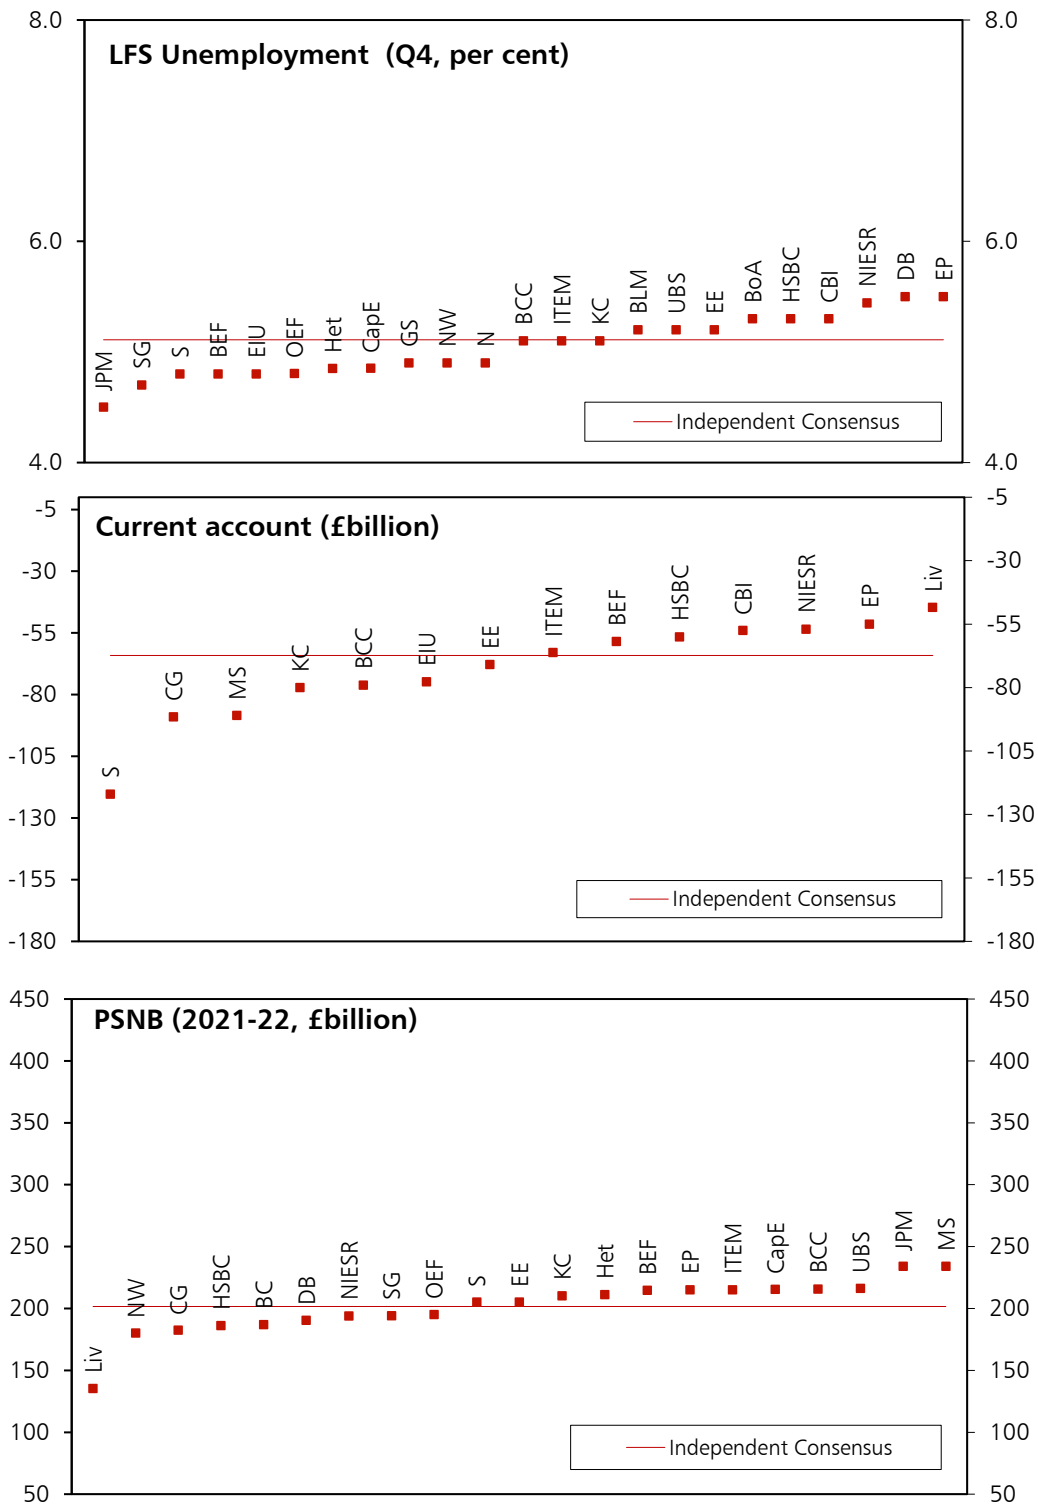 8.0
8.0
LFS Unemployment  (Q4, per cent)
6.0
6.0
JPM
SG
S
BEF
EIU
OEF
Het
CapE
GS
NW
N
BCC
ITEM
KC
BLM
UBS
EE
BoA
HSBC
CBI
NIESR
DB
EP
Independent Consensus
4.0
4.0
-5
-5
Current account (£billion)
-30
-30
-55
-55
-80
-80
-105
-105
-130
-130
-155
-155
-180
-180
S
CG
MS
KC
BCC
EIU
EE
ITEM
BEF
HSBC
CBI
NIESR
EP
Liv
Independent Consensus
450
450
PSNB (2021-22, £billion)
400
400
350
350
300
300
250
250
200
200
150
150
100
100
50
50
Liv
NW
CG
HSBC
BC
DB
NIESR
SG
OEF
S
EE
KC
Het
BEF
EP
ITEM
CapE
BCC
UBS
JPM
MS
Independent Consensus